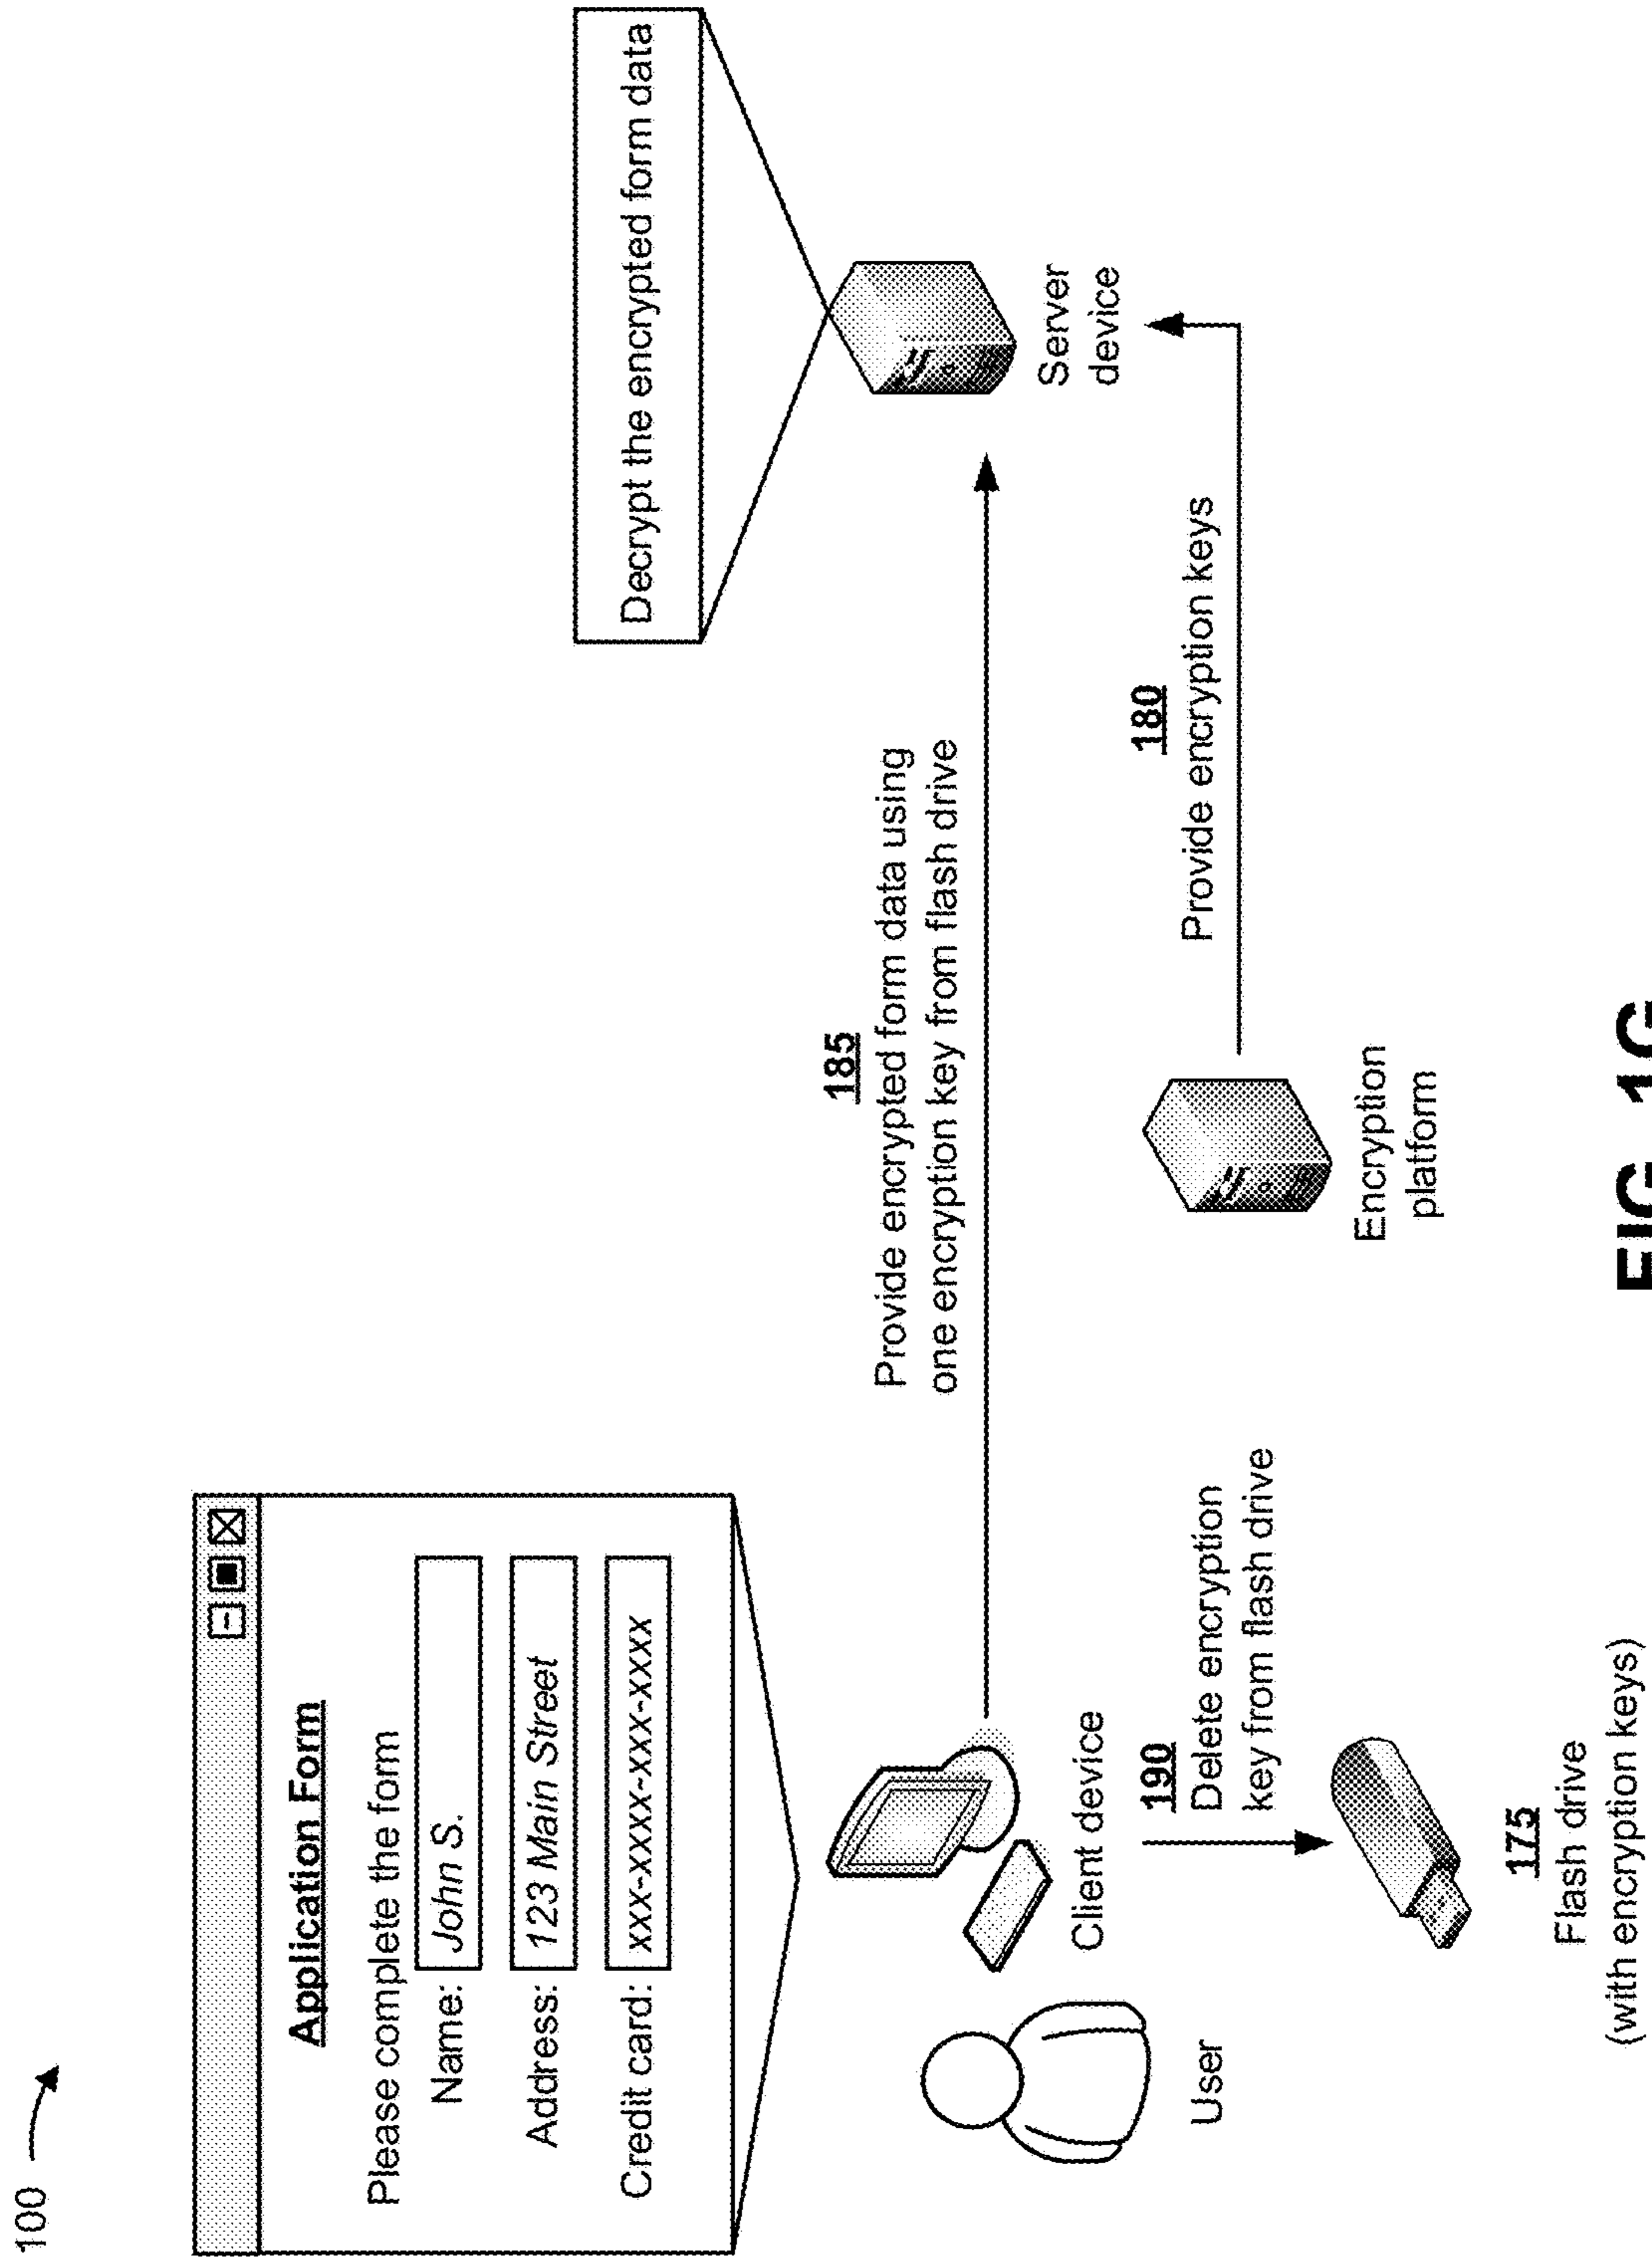 100
Application Form
Please complete the form
Name: John S.
Address: 123 Main Street
Credit card: xxx-xxxx-xxx-xxx
Decrypt the encrypted form data
185
Provide encrypted form data using
one encryption key from flash drive
User
Client device
Server
device
190
Delete encryption
key from flash drive
180
Provide encryption keys
Encryption
platform
175
Flash drive
(with encryption keys)
FIG. 1G